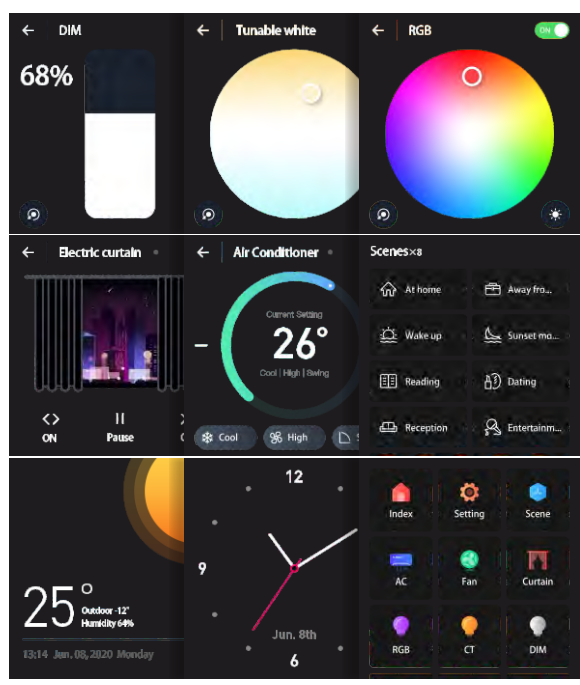 DIM
68%
Tunable white
RGB
ON
Electric curtain
ON
Pause
Air Conditioner
Current Setting
26°
Cool | High | Swing
Cool
High
Scenes×8
At home
Away fro...
Wake up
Sunset mo...
Reading
Dating
Reception
Entertainm...
25°
Outdoor -12°
Humidity 64%
13:14 Jan. 08, 2020 Monday
12
9
Jun. 8th
6
Index
Setting
Scene
AC
Fan
Curtain
RGB
CT
DIM